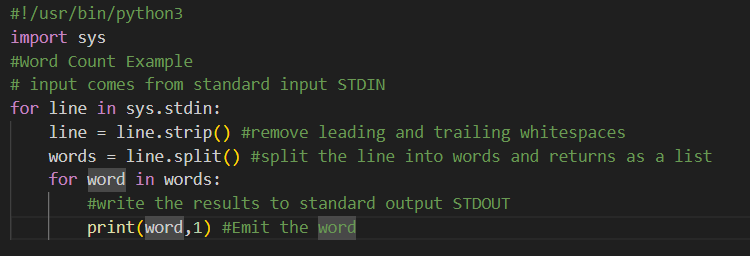 #!/usr/bin/python3
import sys
#Word Count Example
# input comes from standard input STDIN
for line in sys.stdin:
    line = line.strip() #remove leading and trailing whitespaces
    words = line.split() #split the line into words and returns as a list
    for word in words:
        #write the results to standard output STDOUT
        print(word,1) #Emit the word